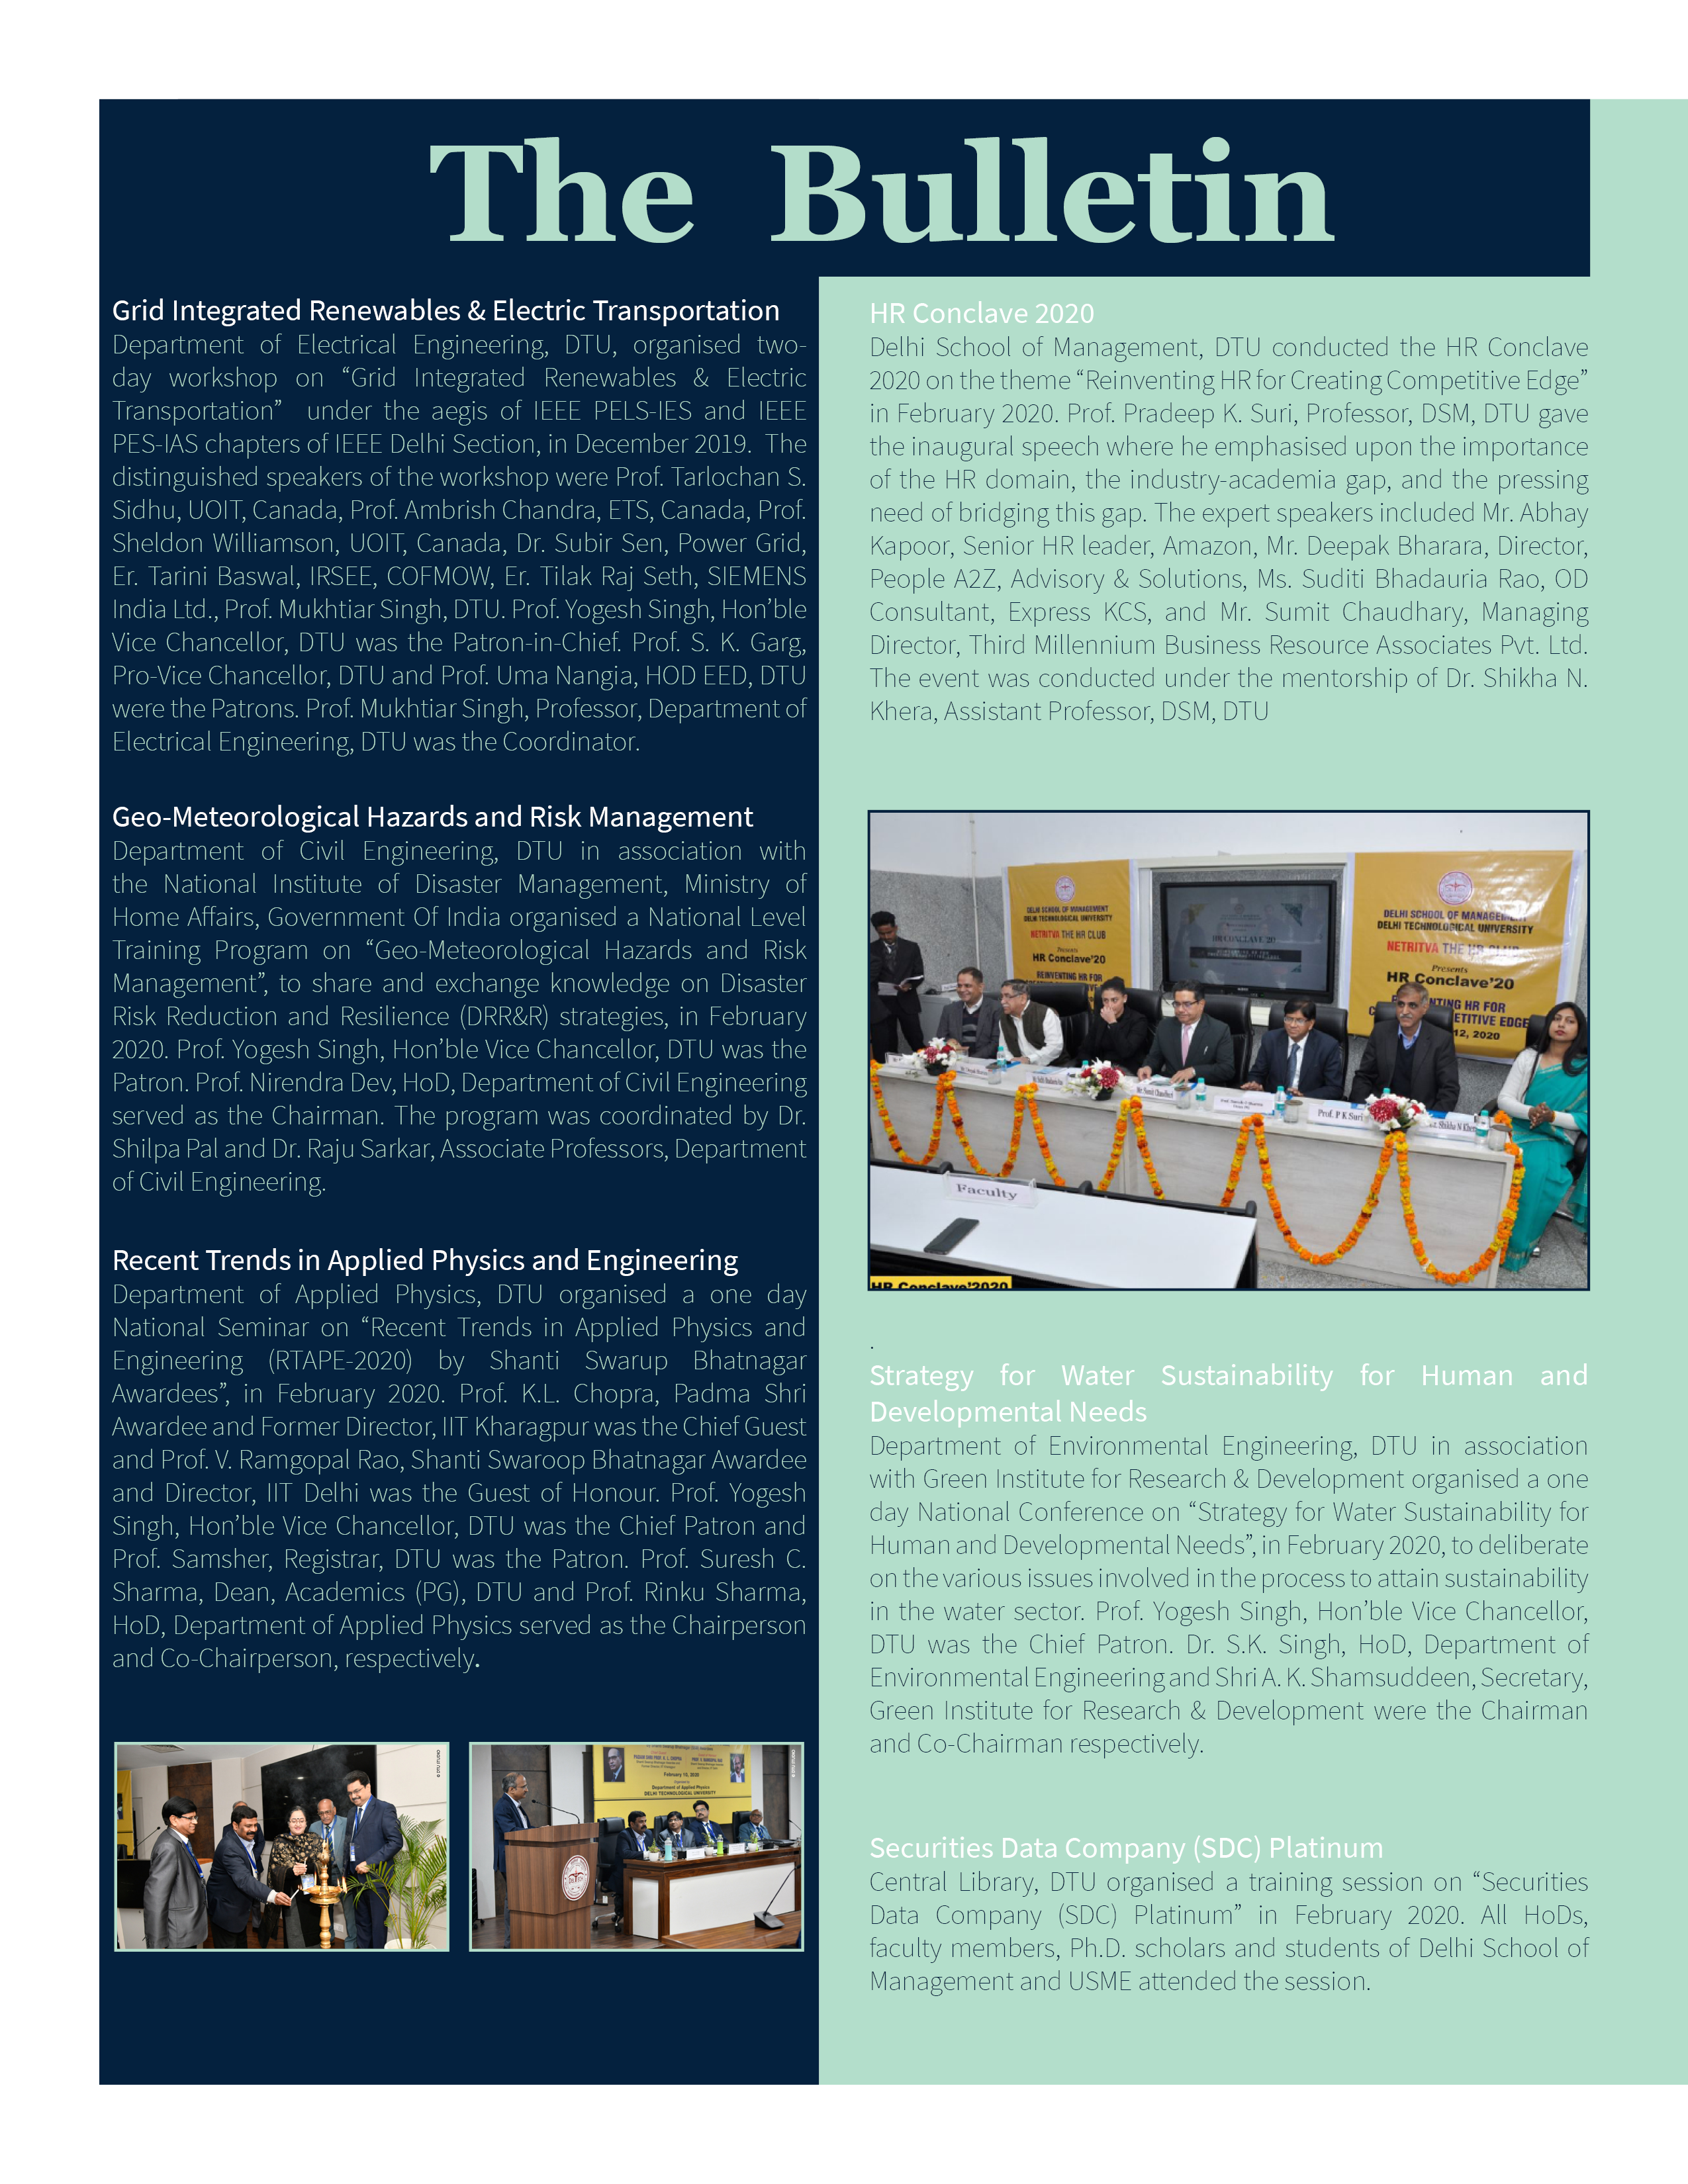 The Bulletin
Grid Integrated Renewables & Electric Transportation
Department of Electrical Engineering, DTU, organised two-
day workshop on “Grid Integrated Renewables & Electric
Transportation” under the aegis of IEEE PELS-IES and IEEE
PES-IAS chapters of IEEE Delhi Section, in December 2019. The
distinguished speakers of the workshop were Prof. Tarlochan S.
Sidhu, UOIT, Canada, Prof. Ambrish Chandra, ETS, Canada, Prof.
Sheldon Williamson, UOIT, Canada, Dr. Subir Sen, Power Grid,
Er. Tarini Baswal, IRSEE, COFMOW, Er. Tilak Raj Seth, SIEMENS
India Ltd., Prof. Mukhtiar Singh, DTU. Prof. Yogesh Singh, Hon’ble
Vice Chancellor, DTU was the Patron-in-Chief. Prof. S. K. Garg,
Pro-Vice Chancellor, DTU and Prof. Uma Nangia, HOD EED, DTU
were the Patrons. Prof. Mukhtiar Singh, Professor, Department of
Electrical Engineering, DTU was the Coordinator.
Geo-Meteorological Hazards and Risk Management
Department of Civil Engineering, DTU in association with
the National Institute of Disaster Management, Ministry of
Home Affairs, Government Of India organised a National Level
Training Program on “Geo-Meteorological Hazards and Risk
Management”, to share and exchange knowledge on Disaster
Risk Reduction and Resilience (DRR&R) strategies, in February
2020. Prof. Yogesh Singh, Hon’ble Vice Chancellor, DTU was the
Patron. Prof. Nirendra Dev, HoD, Department of Civil Engineering
served as the Chairman. The program was coordinated by Dr.
Shilpa Pal and Dr. Raju Sarkar, Associate Professors, Department
of Civil Engineering.
Recent Trends in Applied Physics and Engineering
Department of Applied Physics, DTU organised a one day
National Seminar on “Recent Trends in Applied Physics and
Engineering (RTAPE-2020) by Shanti Swarup Bhatnagar
Awardees”, in February 2020. Prof. K.L. Chopra, Padma Shri
Awardee and Former Director, IIT Kharagpur was the Chief Guest
and Prof. V. Ramgopal Rao, Shanti Swaroop Bhatnagar Awardee
and Director, IIT Delhi was the Guest of Honour. Prof. Yogesh
Singh, Hon’ble Vice Chancellor, DTU was the Chief Patron and
Prof. Samsher, Registrar, DTU was the Patron. Prof. Suresh C.
Sharma, Dean, Academics (PG), DTU and Prof. Rinku Sharma,
HoD, Department of Applied Physics served as the Chairperson
and Co-Chairperson, respectively.
© DTU STUDIO
February 10, 2020
Department of Applied Physics
DELHI TECHNOLOGICAL UNIVERSITY
© DTU STUDIO
HR Conclave 2020
Delhi School of Management, DTU conducted the HR Conclave
2020 on the theme “Reinventing HR for Creating Competitive Edge”
in February 2020. Prof. Pradeep K. Suri, Professor, DSM, DTU gave
the inaugural speech where he emphasised upon the importance
of the HR domain, the industry-academia gap, and the pressing
need of bridging this gap. The expert speakers included Mr. Abhay
Kapoor, Senior HR leader, Amazon, Mr. Deepak Bharara, Director,
People A2Z, Advisory & Solutions, Ms. Suditi Bhadauria Rao, OD
Consultant, Express KCS, and Mr. Sumit Chaudhary, Managing
Director, Third Millennium Business Resource Associates Pvt. Ltd.
The event was conducted under the mentorship of Dr. Shikha N.
Khera, Assistant Professor, DSM, DTU
DELHI SCHOOL OF MANAGEMENT
DELHI TECHNOLOGICAL UNIVERSITY
NETRITVA THE HR CLUB
Presents
HR Conclave'20
REINVENTING HR FOR
HR CONCLAVE '20
DELHI SCHOOL OF MANAGEMENT
DELHI TECHNOLOGICAL UNIVERSITY
NETRITVA THE HR CLUB
Presents
HR Conclave'20
NTING HR FOR
ETITIVE EDGE
12, 2020
Prof. P K Suri
Shikha N Khera
Faculty
HR Conclave'2020
.
Strategy for Water Sustainability for Human and
Developmental Needs
Department of Environmental Engineering, DTU in association
with Green Institute for Research & Development organised a one
day National Conference on “Strategy for Water Sustainability for
Human and Developmental Needs”, in February 2020, to deliberate
on the various issues involved in the process to attain sustainability
in the water sector. Prof. Yogesh Singh, Hon’ble Vice Chancellor,
DTU was the Chief Patron. Dr. S.K. Singh, HoD, Department of
Environmental Engineering and Shri A. K. Shamsuddeen, Secretary,
Green Institute for Research & Development were the Chairman
and Co-Chairman respectively.
Securities Data Company (SDC) Platinum
Central Library, DTU organised a training session on “Securities
Data Company (SDC) Platinum” in February 2020. All HoDs,
faculty members, Ph.D. scholars and students of Delhi School of
Management and USME attended the session.